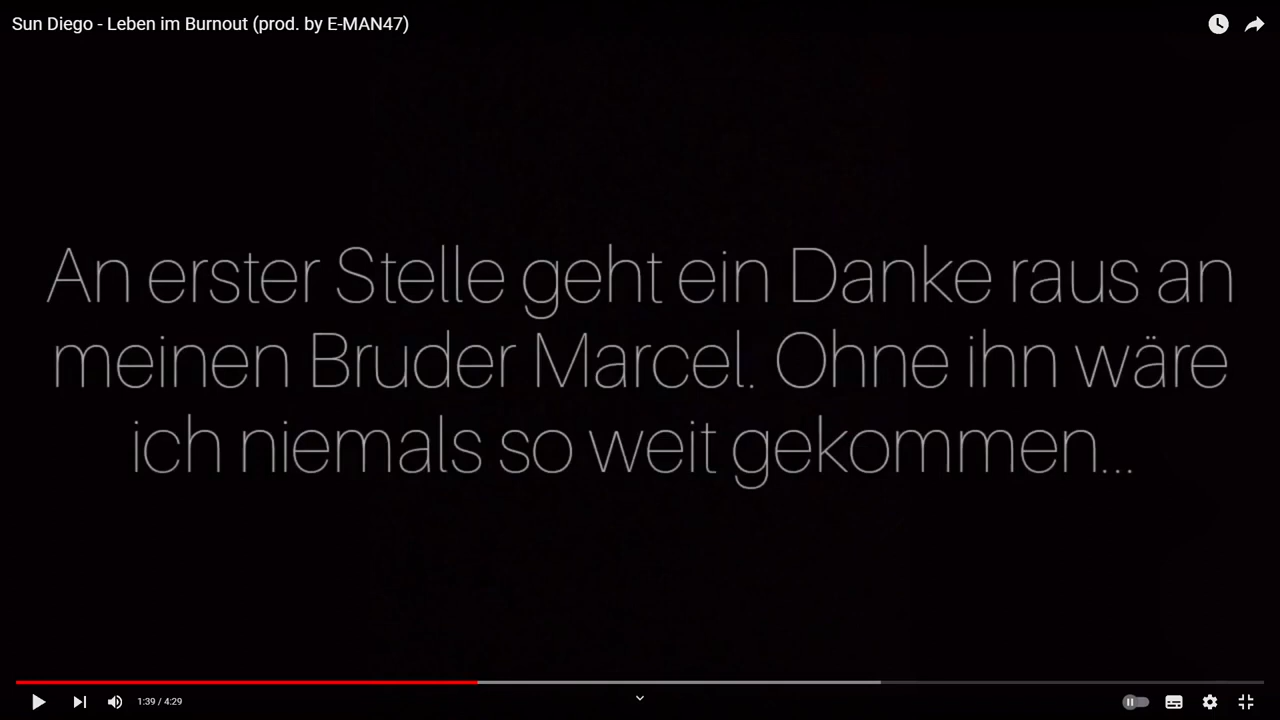 Sun Diego - Leben im Burnout (prod. by E-MAN47)
An erster Stelle geht ein Danke raus an
meinen Bruder Marcel. Ohne ihn wäre
ich niemals so weit gekommen...
1:39 / 4:29